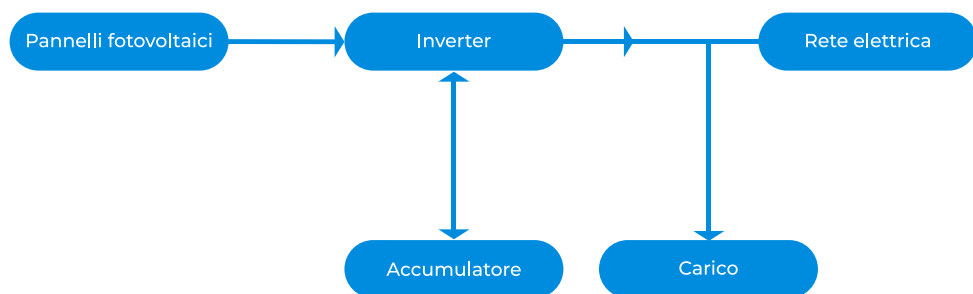 Pannelli fotovoltaici
Inverter
Rete elettrica
Accumulatore
Carico